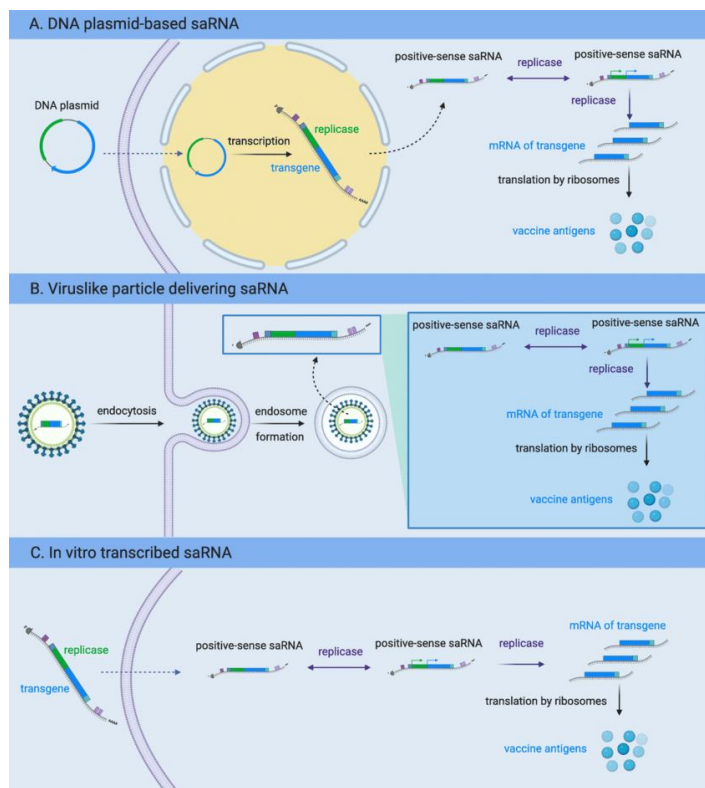 A. DNA plasmid-based saRNA
DNA plasmid
transcription
replicase
transgene
positive-sense saRNA
replicase
positive-sense saRNA
replicase
mRNA of transgene
translation by ribosomes
vaccine antigens
B. Viruslike particle delivering saRNA
endocytosis
endosome
formation
positive-sense saRNA
replicase
positive-sense saRNA
replicase
mRNA of transgene
translation by ribosomes
vaccine antigens
C. In vitro transcribed saRNA
replicase
transgene
positive-sense saRNA
replicase
positive-sense saRNA
replicase
mRNA of transgene
translation by ribosomes
vaccine antigens